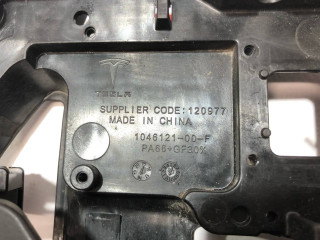 TESLA
SUPPLIER CODE:120977
MADE IN CHINA
1046121-00-F
PA66+GF30%